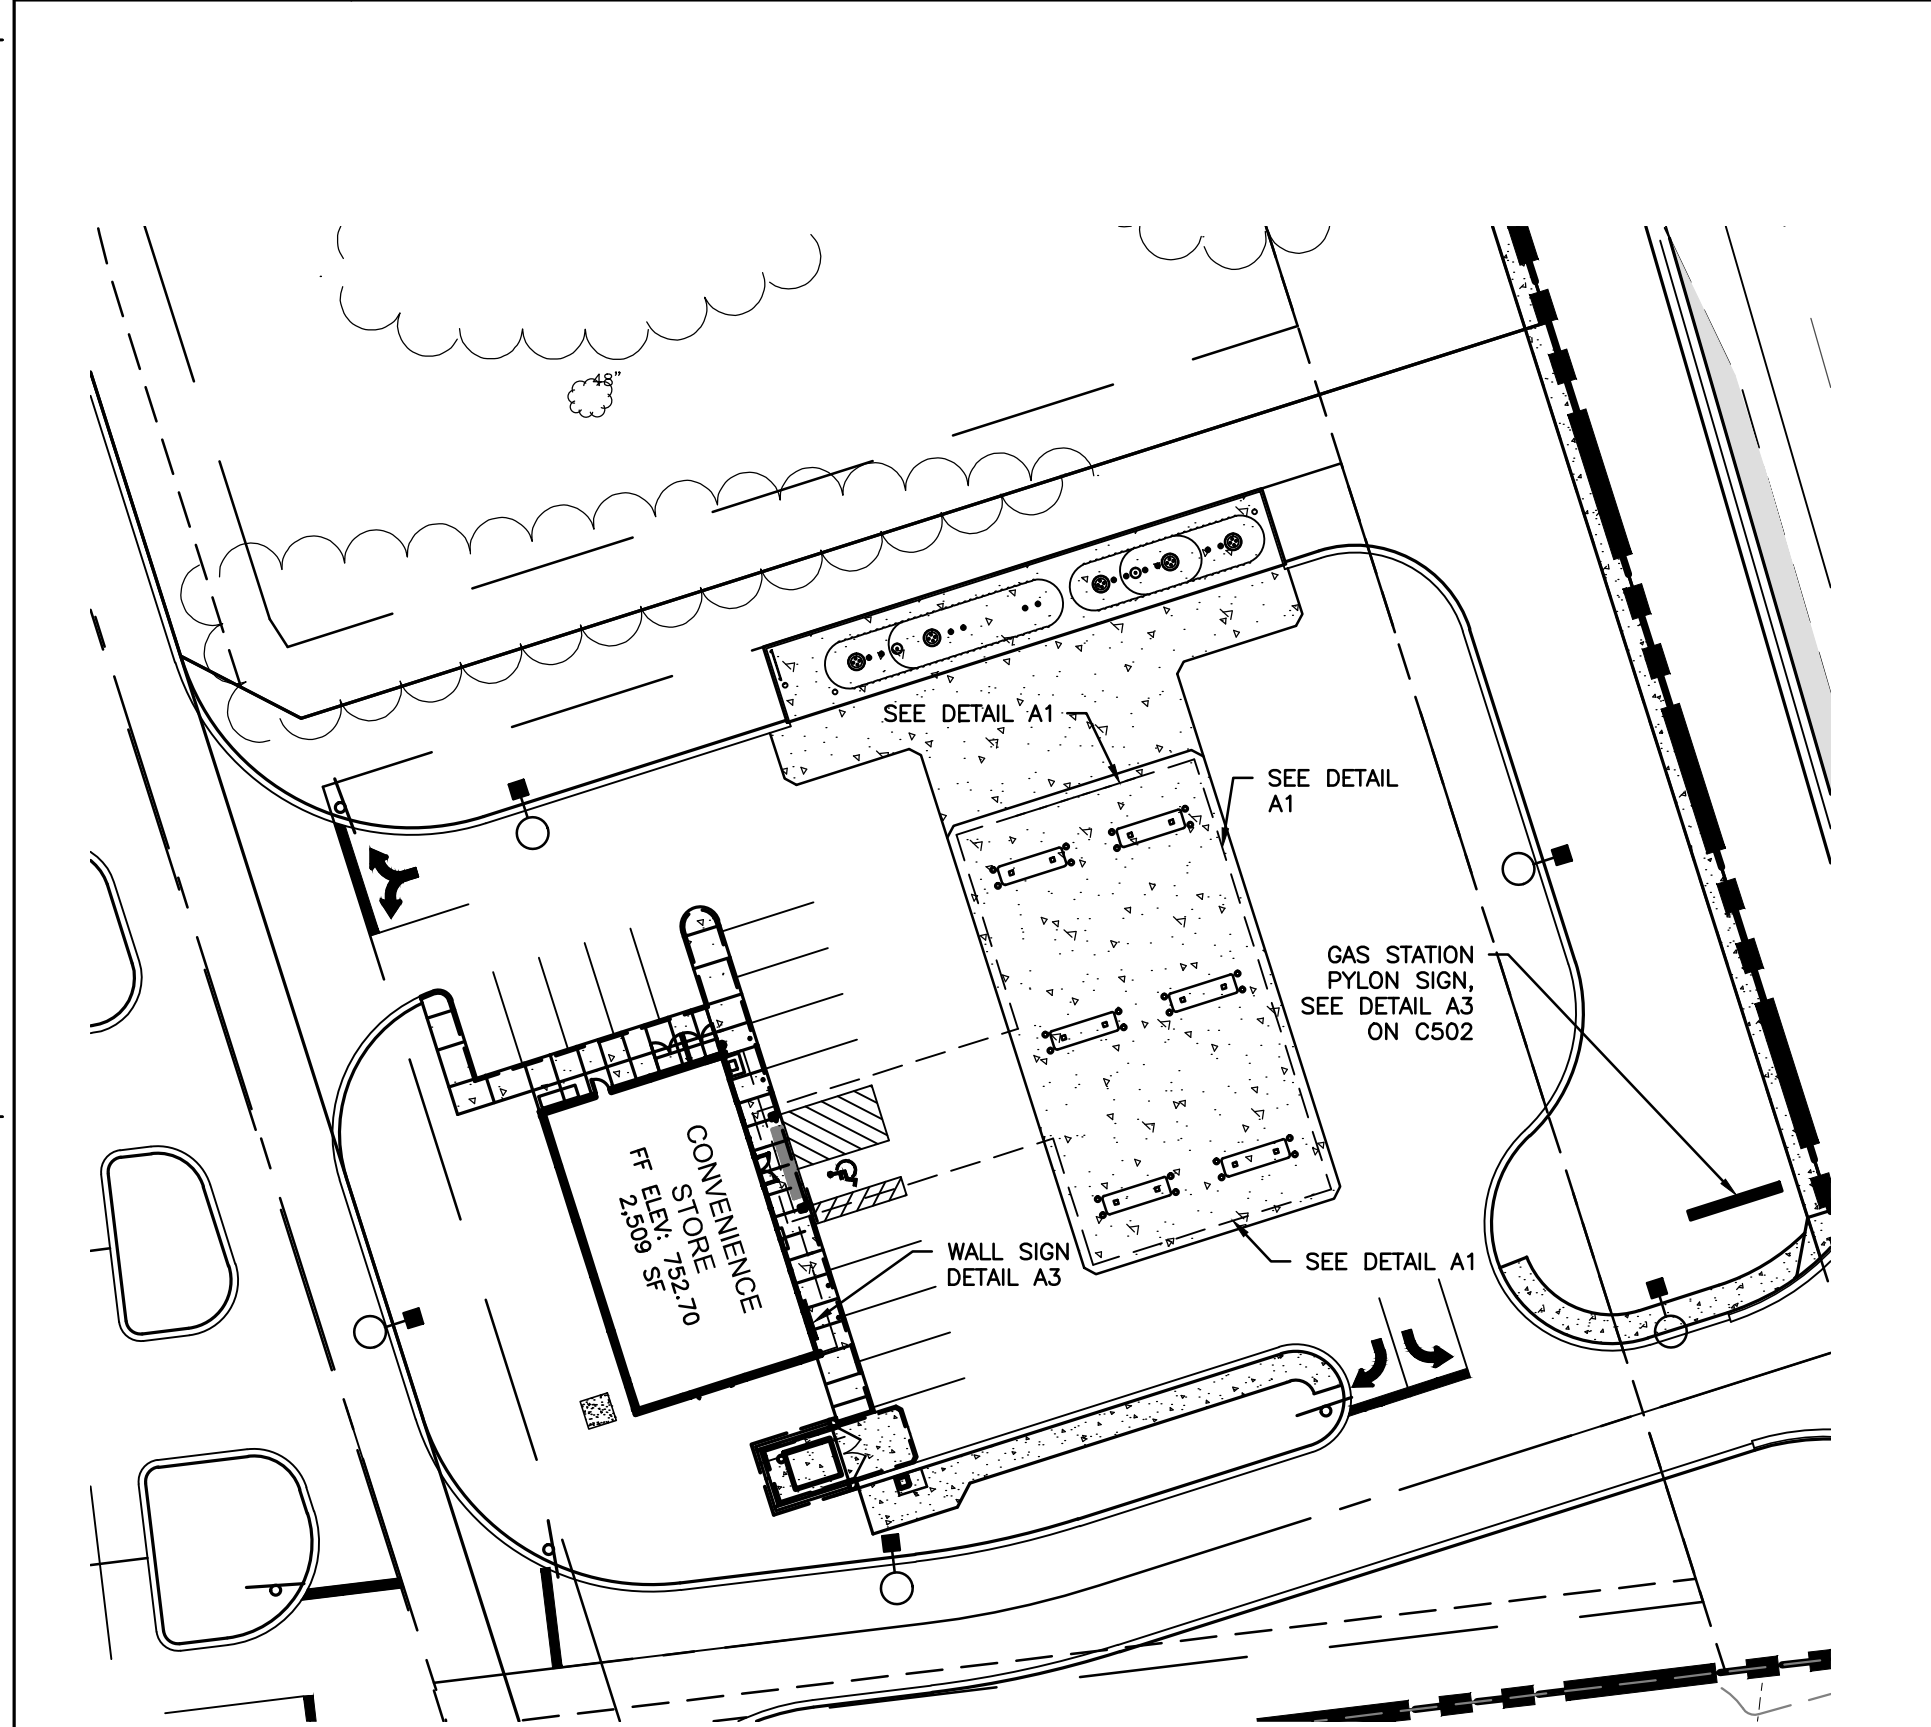 48"
SEE DETAIL A1
SEE DETAIL
A1
GAS STATION
PYLON SIGN,
SEE DETAIL A3
ON C502
CONVENIENCE
STORE
FF ELEV: 752.70
2,509 SF
WALL SIGN
DETAIL A3
SEE DETAIL A1